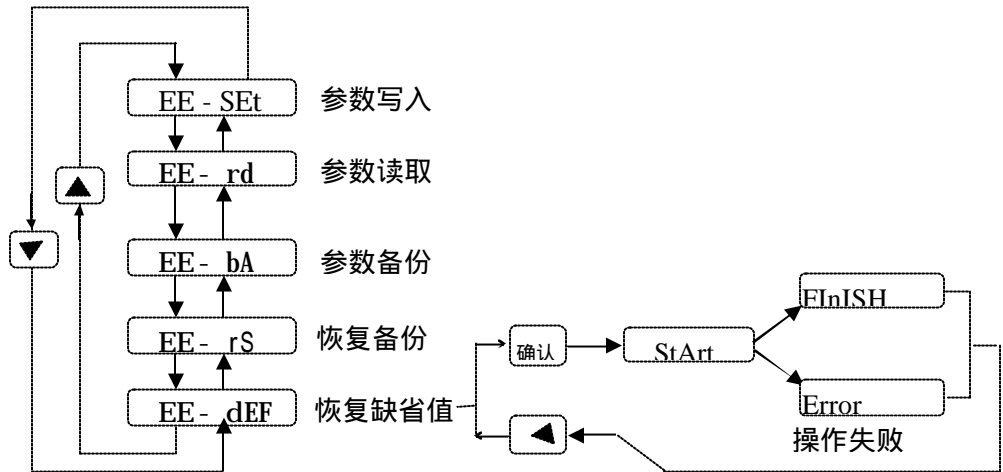 EE - SEt 参数写入
EE - rd 参数读取
EE - bA 参数备份
EE - rS 恢复备份
EE - dEF 恢复缺省值
确认
StArt
FInISH
Error
操作失败